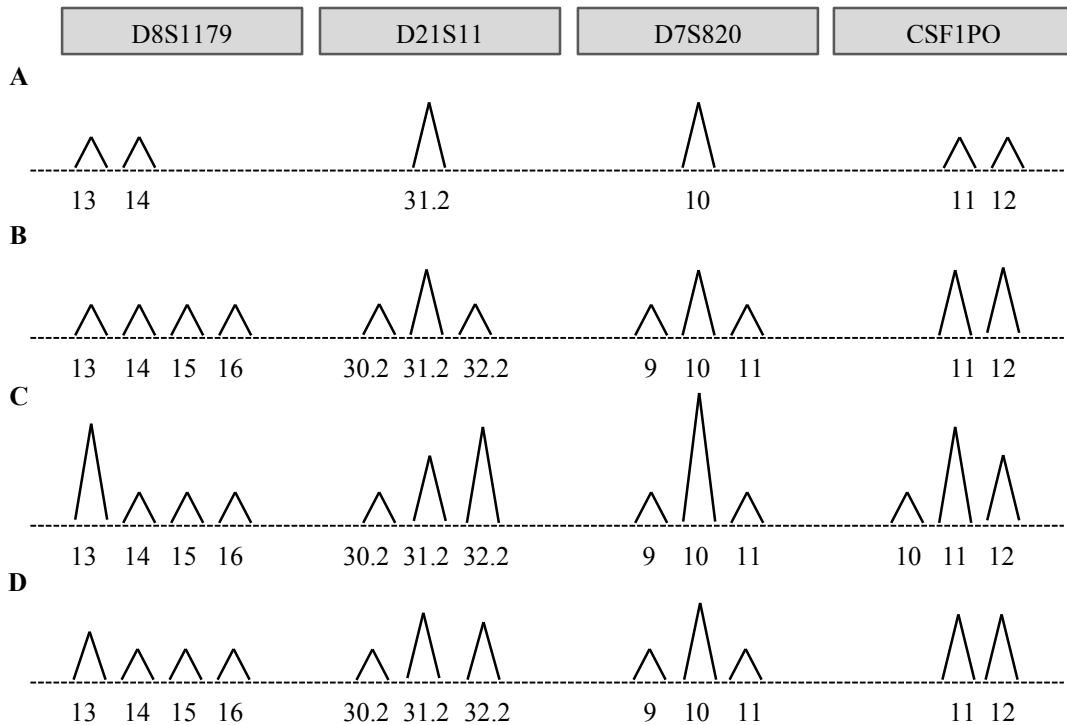 D8S1179 D21S11 D7S820 CSF1PO
A
13 14 31.2 10 11 12
B
13 14 15 16 30.2 31.2 32.2 9 10 11 11 12
C
13 14 15 16 30.2 31.2 32.2 9 10 11 10 11 12
D
13 14 15 16 30.2 31.2 32.2 9 10 11 11 12